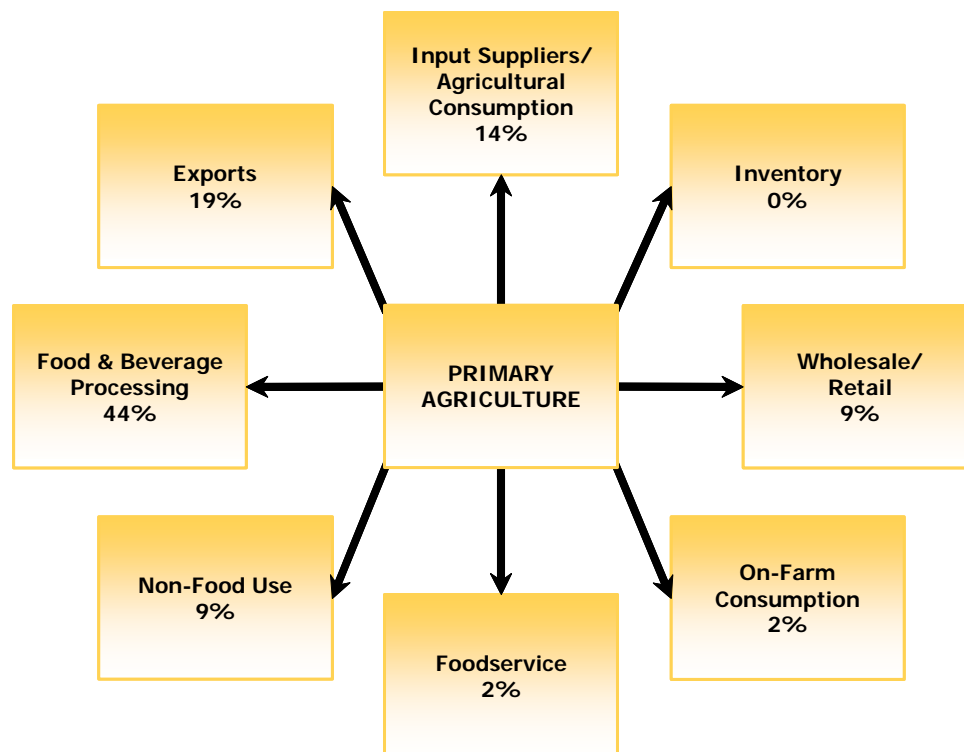 Input Suppliers/
Agricultural
Consumption
14%
Exports
19%
Inventory
0%
Food & Beverage
Processing
44%
PRIMARY
AGRICULTURE
Wholesale/
Retail
9%
Non-Food Use
9%
On-Farm
Consumption
2%
Foodservice
2%